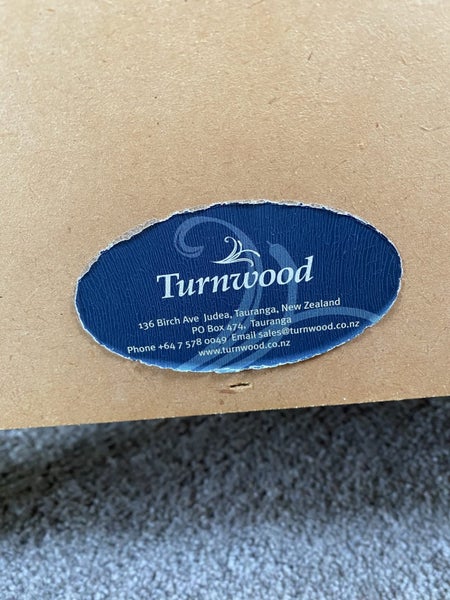 Turnwood
136 Birch Ave Judea, Tauranga, New Zealand
PO Box 474, Tauranga
Phone +64 7 578 0049 Email sales@turnwood.co.nz
www.turnwood.co.nz